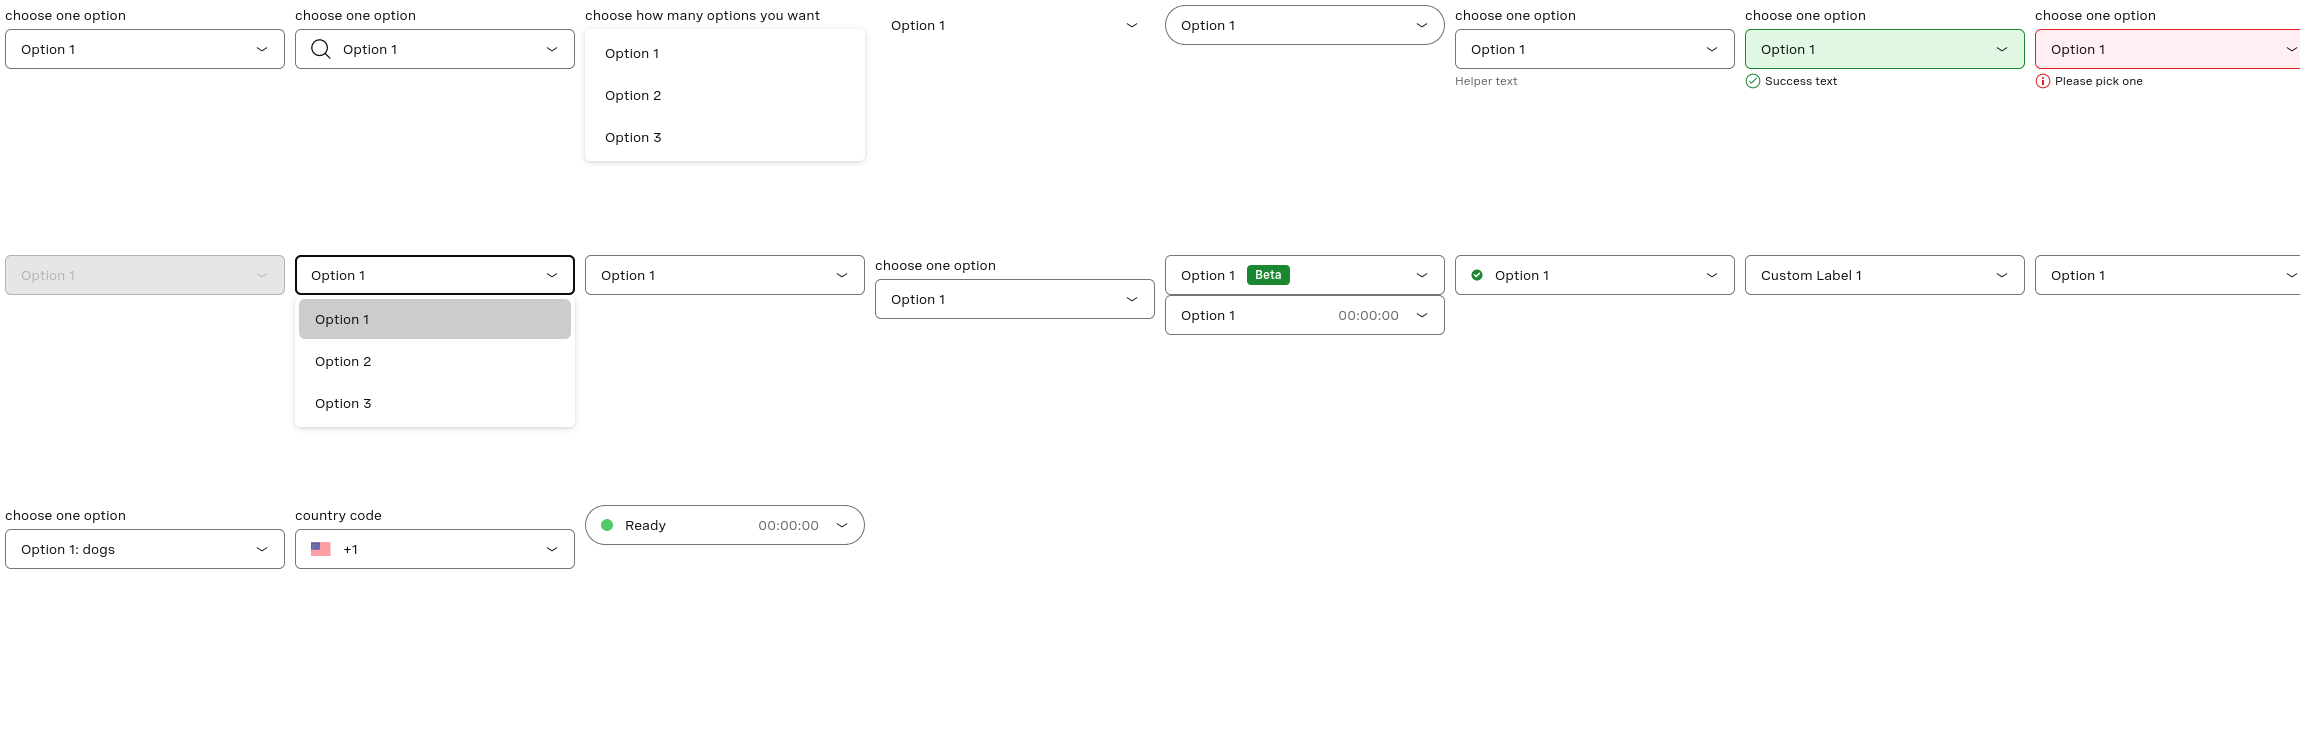 choose one option
Option 1
choose one option
Option 1
choose how many options you want
Option 1
Option 2
Option 3
Option 1
Option 1
choose one option
Option 1
Helper text
choose one option
Option 1
Success text
choose one option
Option 1
Please pick one
Option 1
Option 1
Option 1
Option 2
Option 3
Option 1
choose one option
Option 1
Option 1 Beta
Option 1 00:00:00
Option 1
Custom Label 1
Option 1
choose one option
Option 1: dogs
country code
+1
Ready 00:00:00